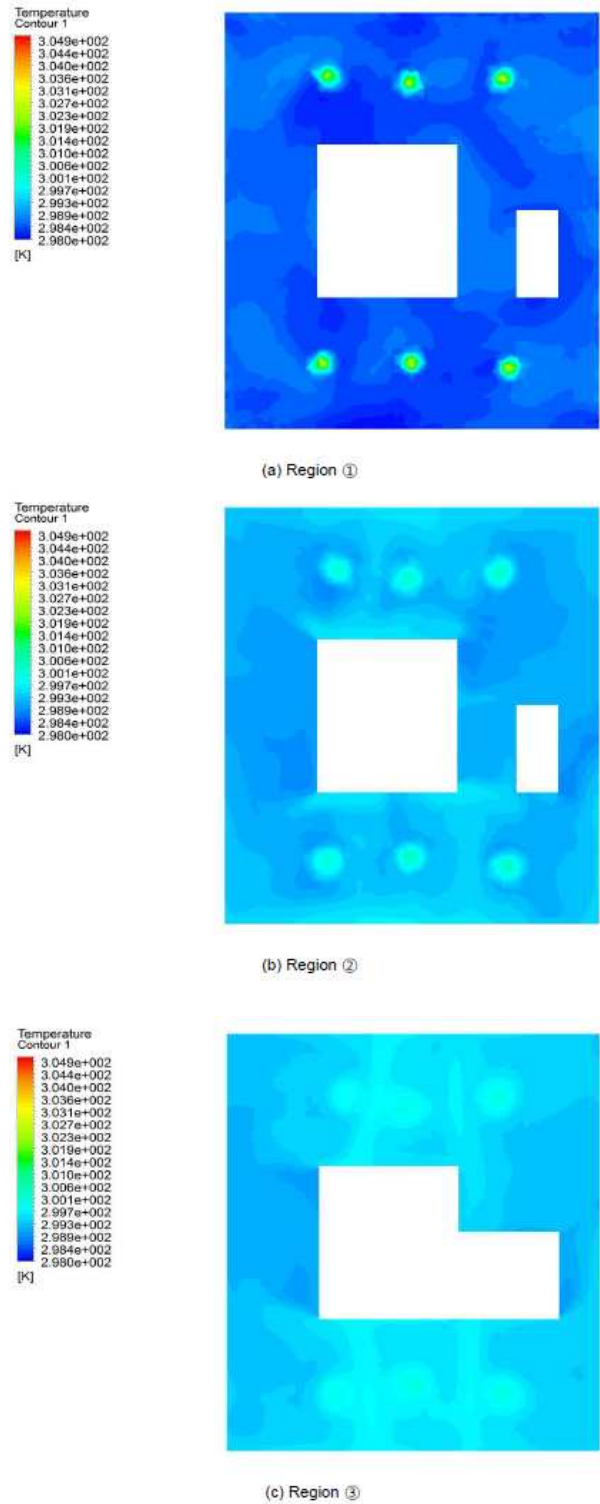 Temperature
Contour 1
3.049e+002
3.044e+002
3.040e+002
3.036e+002
3.031e+002
3.027e+002
3.023e+002
3.019e+002
3.014e+002
3.010e+002
3.006e+002
3.001e+002
2.997e+002
2.993e+002
2.989e+002
2.984e+002
2.980e+002
[K]
(a) Region ①
Temperature
Contour 1
3.049e+002
3.044e+002
3.040e+002
3.036e+002
3.031e+002
3.027e+002
3.023e+002
3.019e+002
3.014e+002
3.010e+002
3.006e+002
3.001e+002
2.997e+002
2.993e+002
2.989e+002
2.984e+002
2.980e+002
[K]
(b) Region ②
Temperature
Contour 1
3.049e+002
3.044e+002
3.040e+002
3.036e+002
3.031e+002
3.027e+002
3.023e+002
3.019e+002
3.014e+002
3.010e+002
3.006e+002
3.001e+002
2.997e+002
2.993e+002
2.989e+002
2.984e+002
2.980e+002
[K]
(c) Region ③